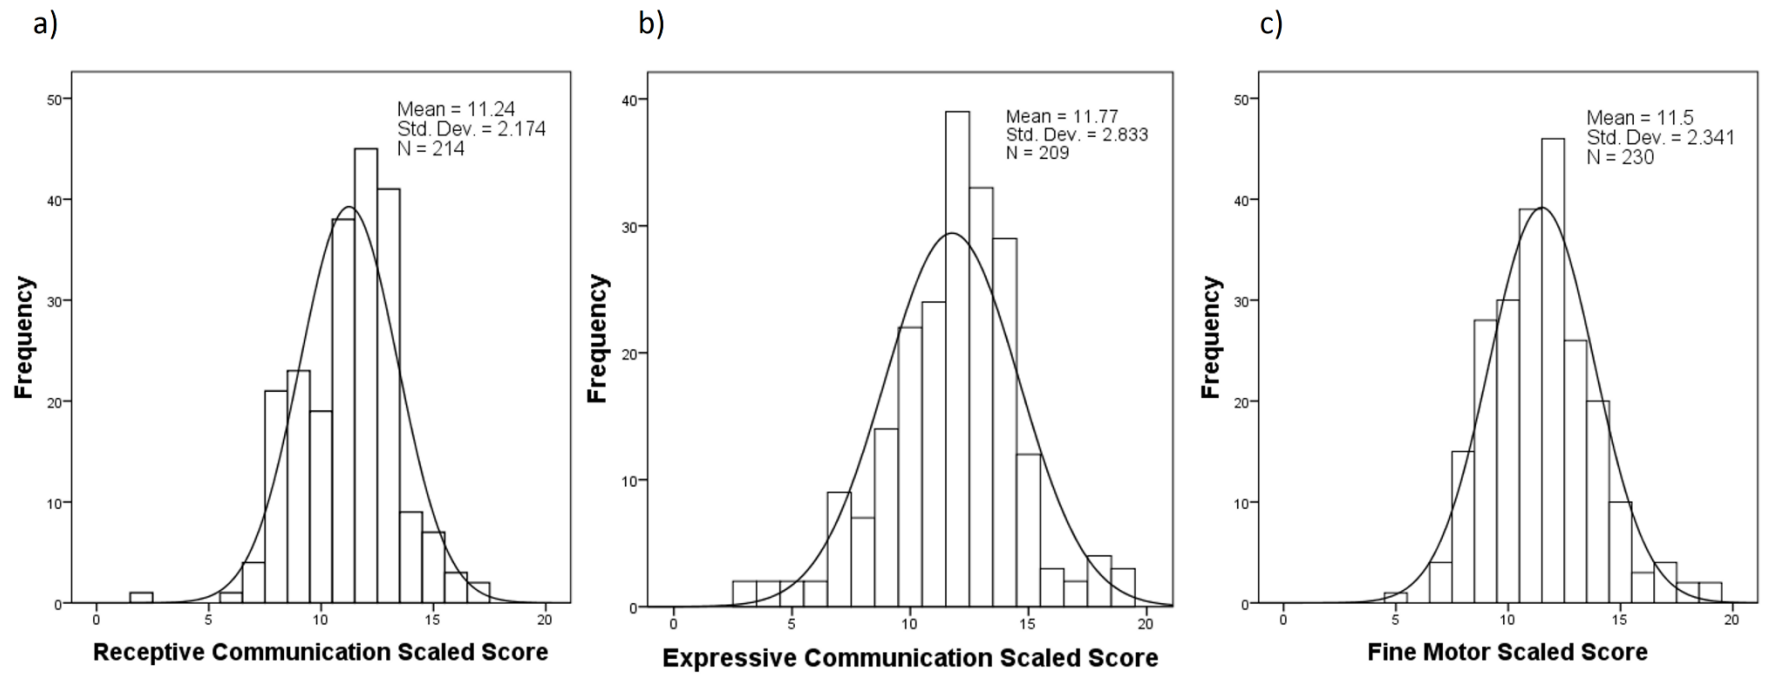 a)
Mean = 11.24
Std. Dev. = 2.174
N = 214
50
40
30
20
10
0
Frequency
0 5 10 15 20
Receptive Communication Scaled Score
b)
Mean = 11.77
Std. Dev. = 2.833
N = 209
40
30
20
10
0
Frequency
0 5 10 15 20
Expressive Communication Scaled Score
c)
Mean = 11.5
Std. Dev. = 2.341
N = 230
50
40
30
20
10
0
Frequency
0 5 10 15 20
Fine Motor Scaled Score